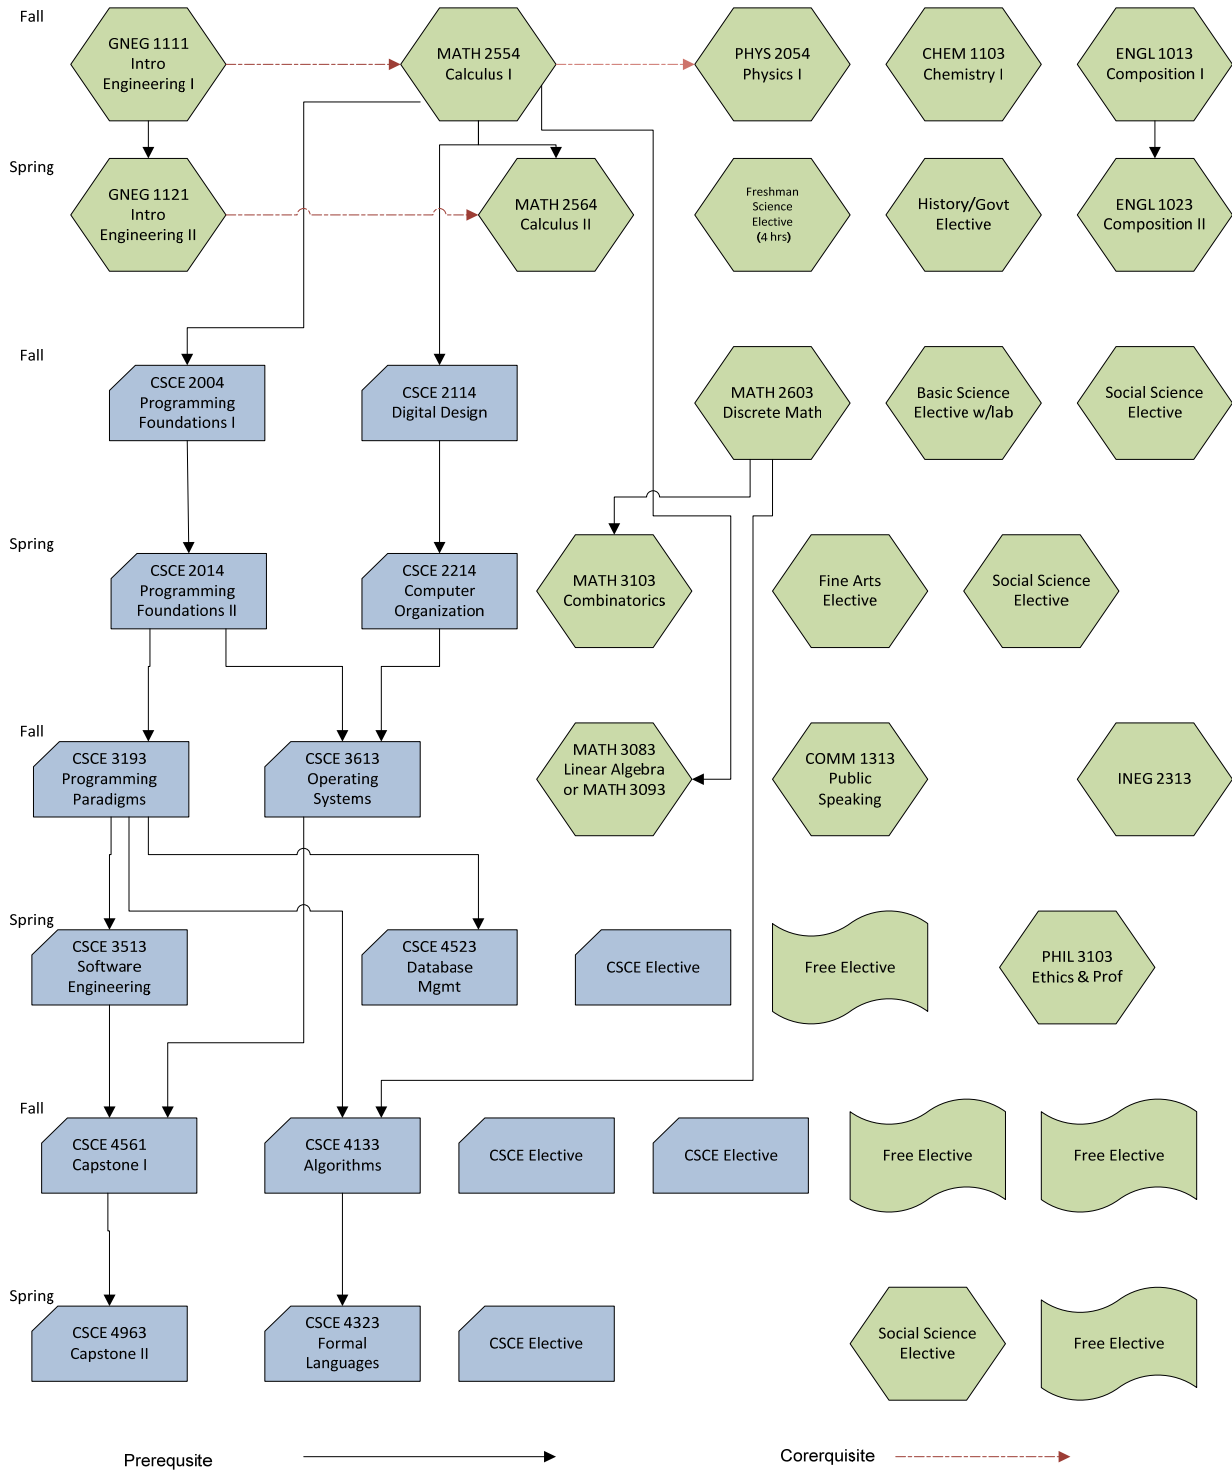 Fall
GNEG 1111
Intro
Engineering I
MATH 2554
Calculus I
PHYS 2054
Physics I
CHEM 1103
Chemistry I
ENGL 1013
Composition I
Spring
GNEG 1121
Intro
Engineering II
MATH 2564
Calculus II
Freshman
Science
Elective
(4 hrs)
History/Govt
Elective
ENGL 1023
Composition II
Fall
CSCE 2004
Programming
Foundations I
CSCE 2114
Digital Design
MATH 2603
Discrete Math
Basic Science
Elective w/lab
Social Science
Elective
Spring
CSCE 2014
Programming
Foundations II
CSCE 2214
Computer
Organization
MATH 3103
Combinatorics
Fine Arts
Elective
Social Science
Elective
Fall
CSCE 3193
Programming
Paradigms
CSCE 3613
Operating
Systems
MATH 3083
Linear Algebra
or MATH 3093
COMM 1313
Public
Speaking
INEG 2313
Spring
CSCE 3513
Software
Engineering
CSCE 4523
Database
Mgmt
CSCE Elective
Free Elective
PHIL 3103
Ethics & Prof
Fall
CSCE 4561
Capstone I
CSCE 4133
Algorithms
CSCE Elective
CSCE Elective
Free Elective
Free Elective
Spring
CSCE 4963
Capstone II
CSCE 4323
Formal
Languages
CSCE Elective
Social Science
Elective
Free Elective
Prerequsite
Corerquisite